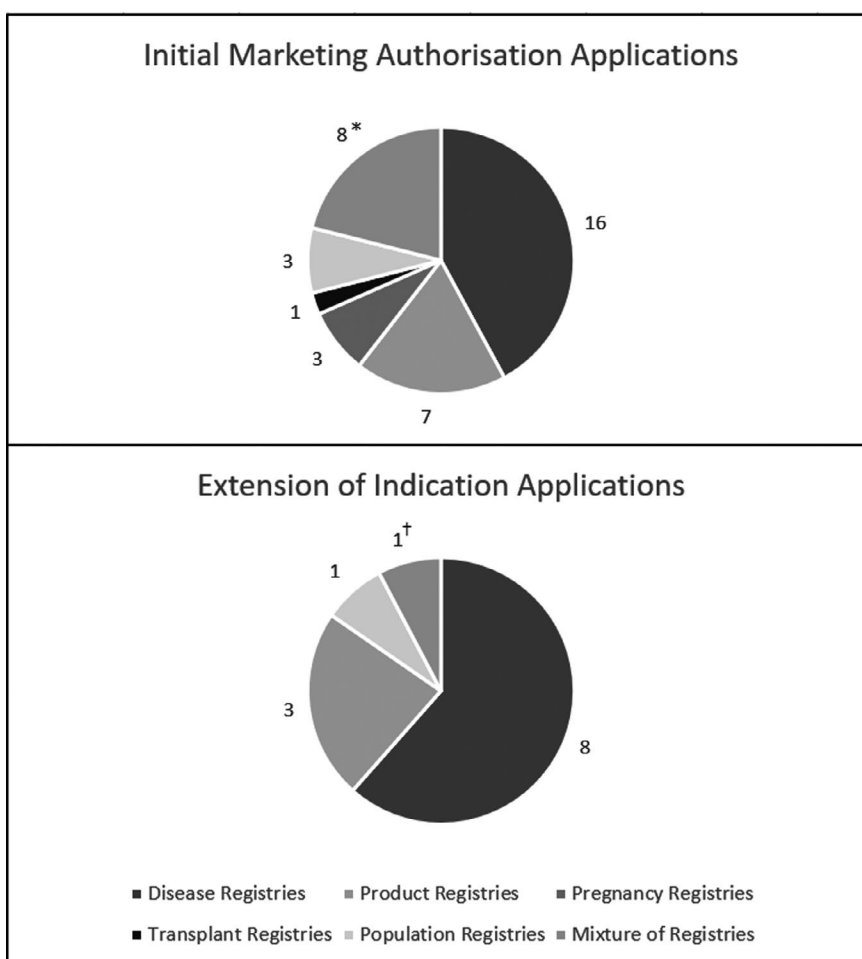 Initial Marketing Authorisation Applications
8*
16
3
1
3
7
Extension of Indication Applications
1†
1
3
8
Disease Registries Product Registries Pregnancy Registries
Transplant Registries Population Registries Mixture of Registries